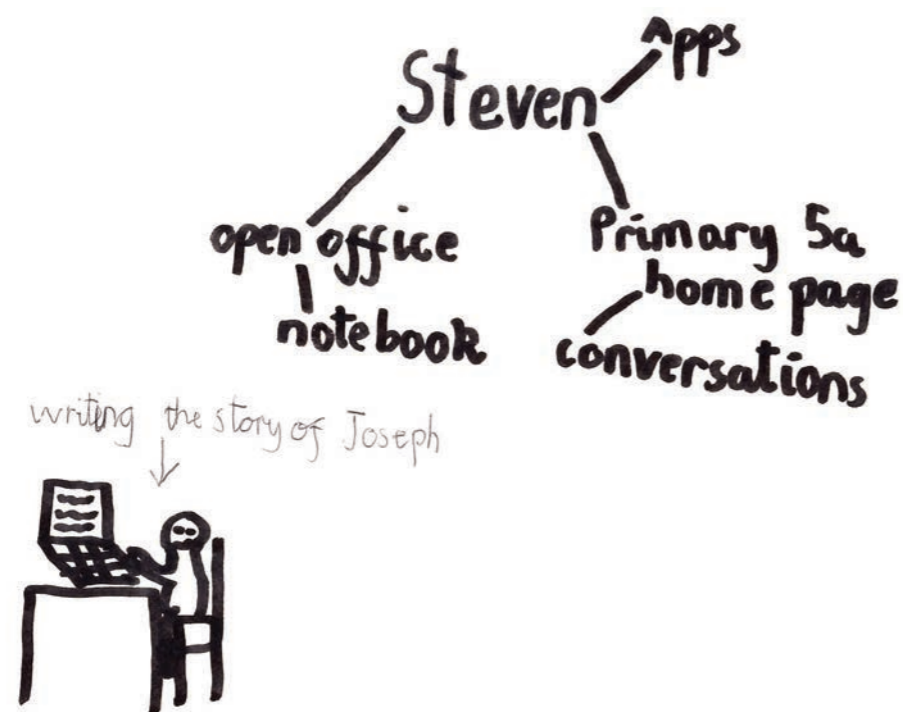 Apps
Steven
open office
notebook
Primary 5a
home page
conversations
writing the story of Joseph